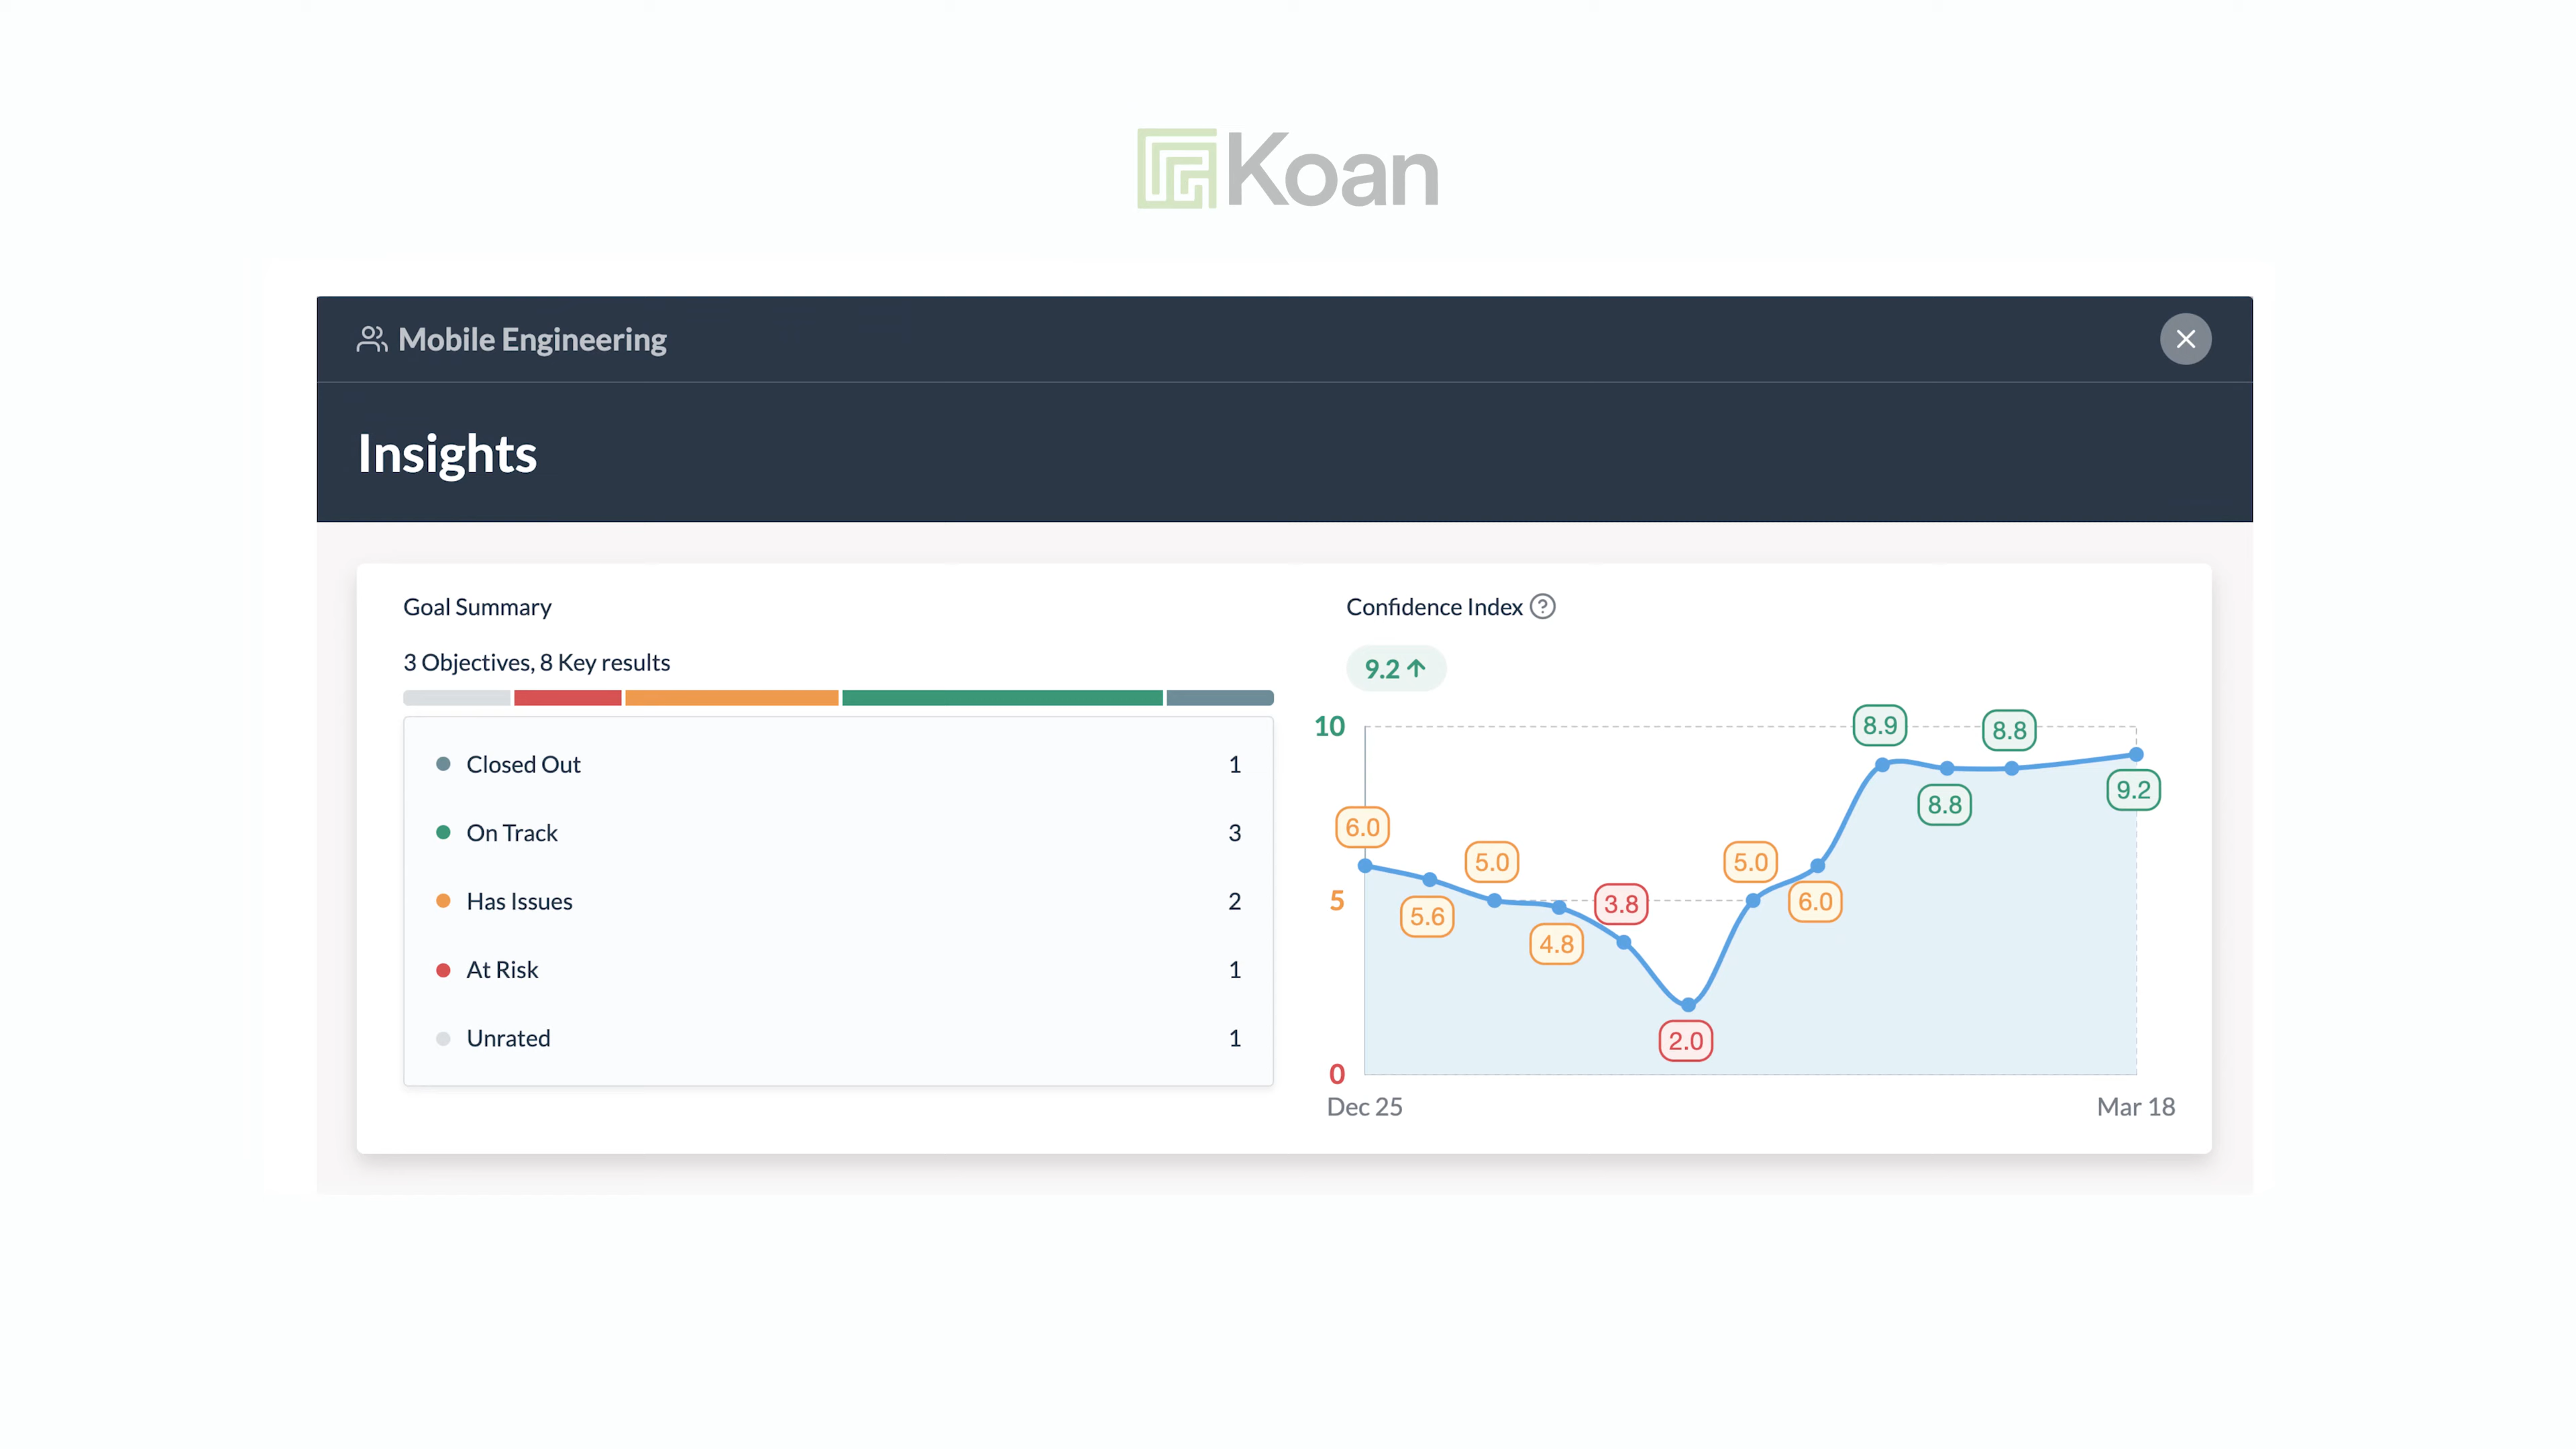 Koan
Mobile Engineering
Insights
Goal Summary
3 Objectives, 8 Key results
Closed Out 1
On Track 3
Has Issues 2
At Risk 1
Unrated 1
Confidence Index ?
9.2 ↑
10
5
0
6.0
5.6
5.0
4.8
3.8
2.0
5.0
6.0
8.9
8.8
8.8
9.2
Dec 25
Mar 18